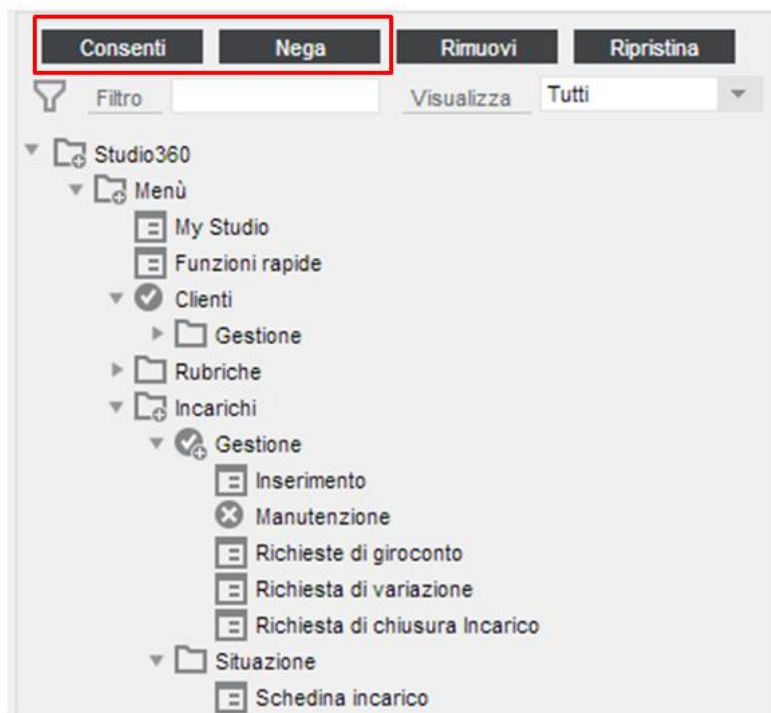 Consenti Nega Rimuovi Ripristina
Filtro Visualizza Tutti
Studio360
Menù
My Studio
Funzioni rapide
Clienti
Gestione
Rubriche
Incarichi
Gestione
Inserimento
Manutenzione
Richieste di giroconto
Richiesta di variazione
Richiesta di chiusura Incarico
Situazione
Schedina incarico